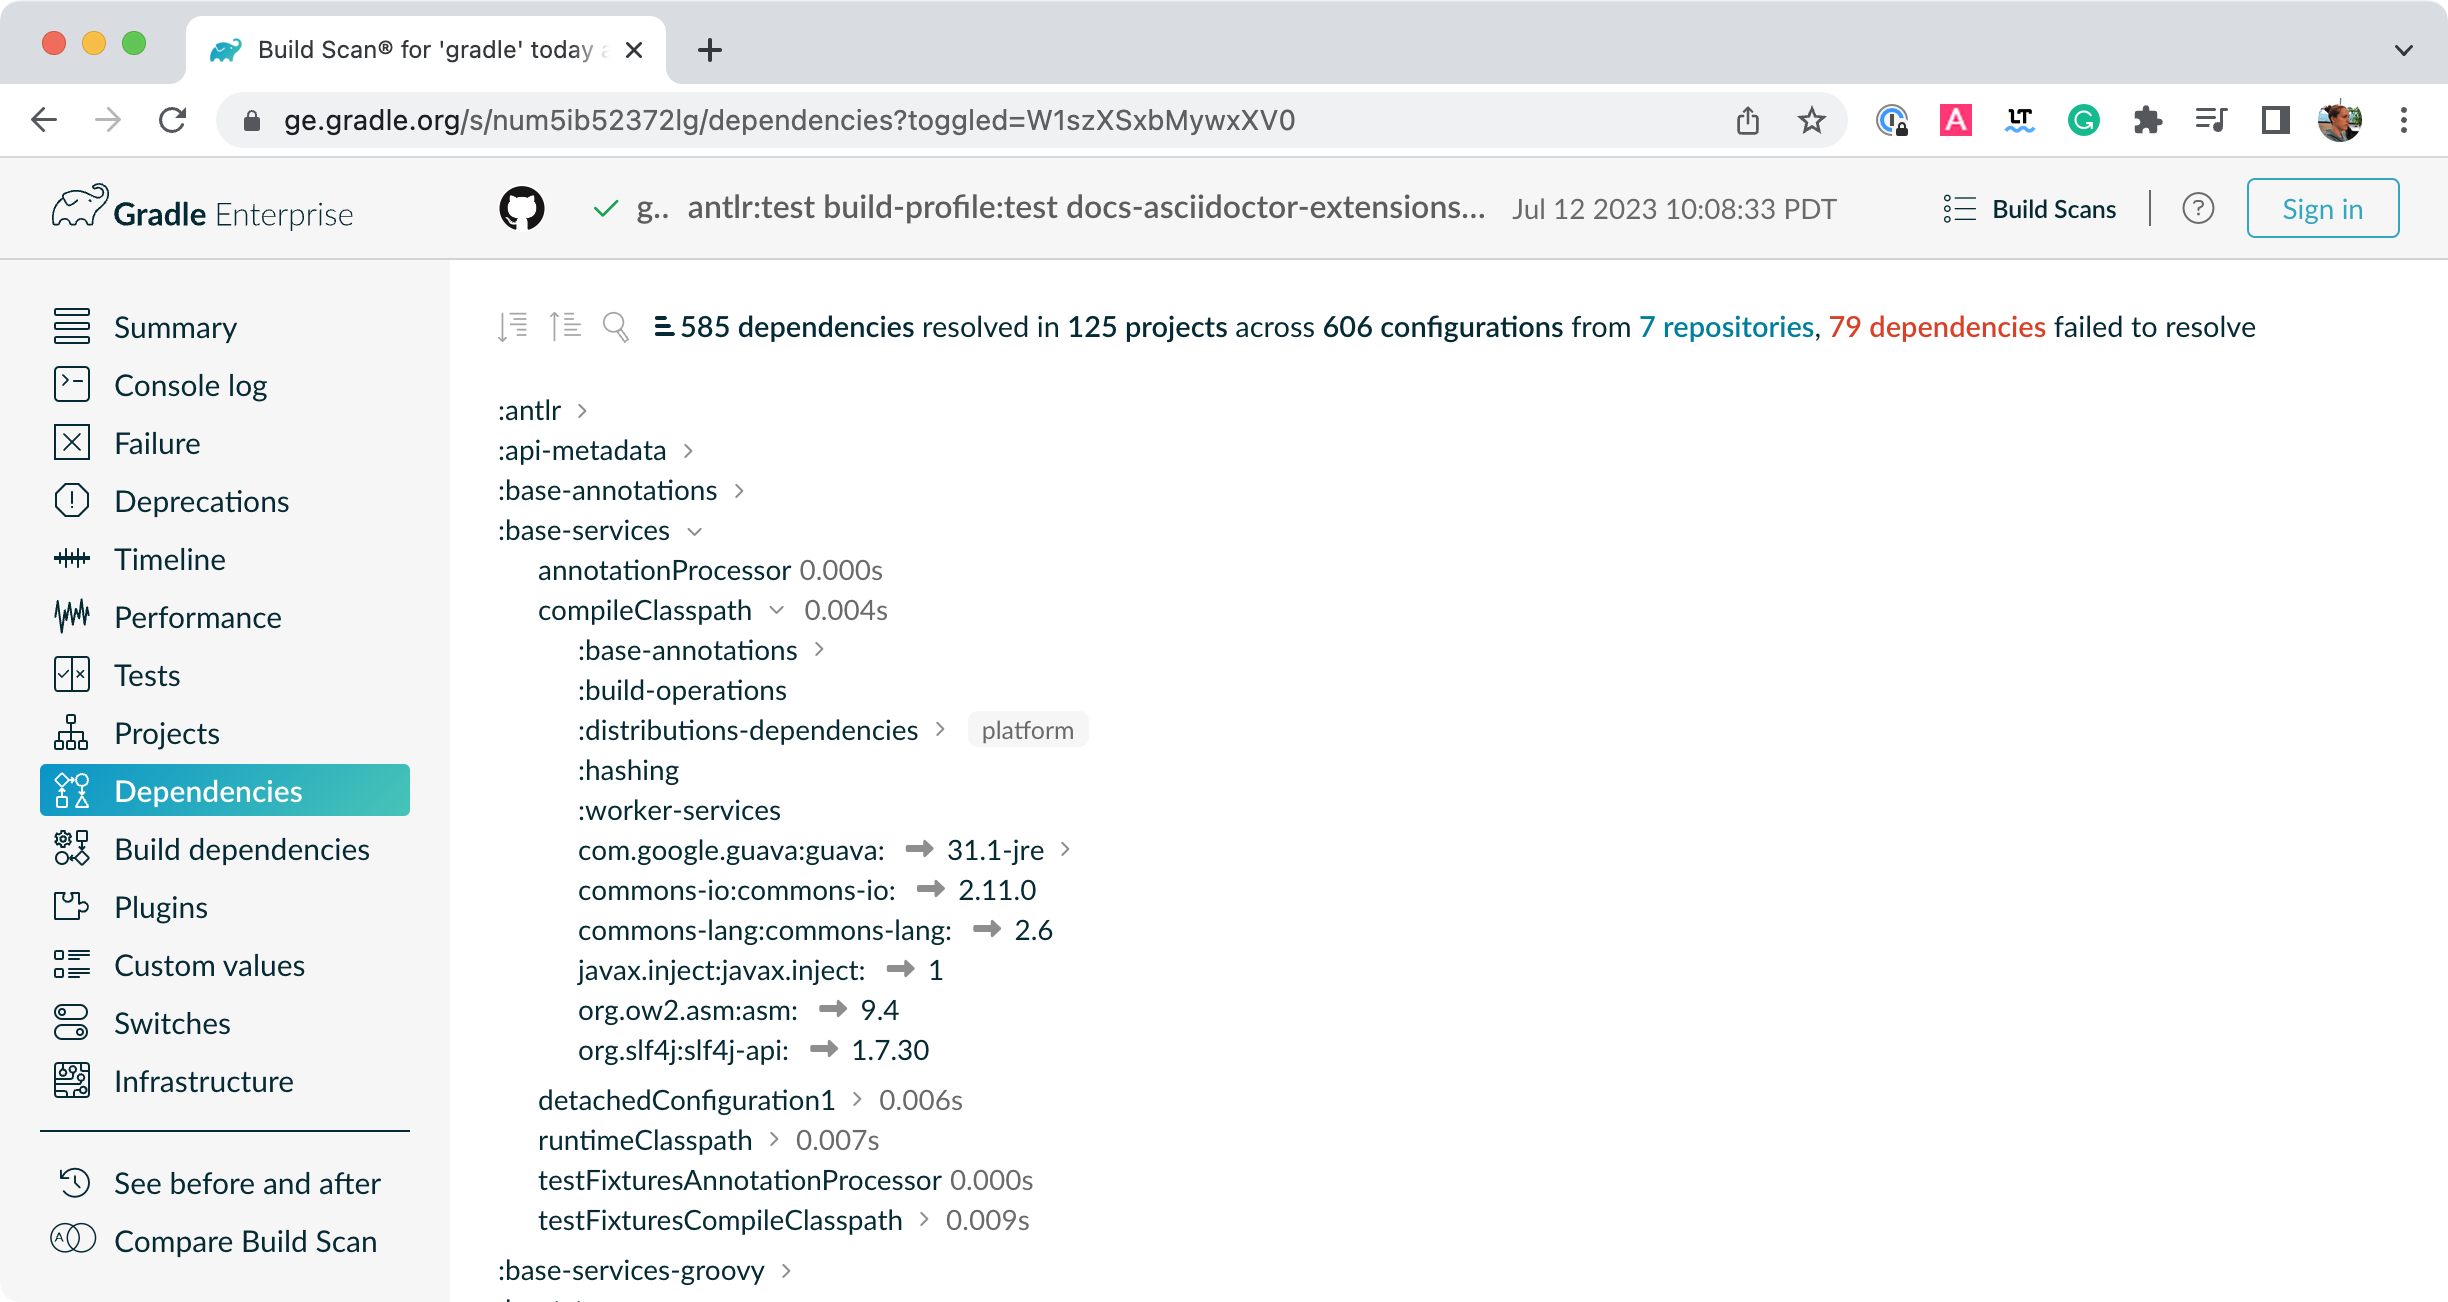 Build Scan® for 'gradle' today
ge.gradle.org/s/num5ib52372lg/dependencies?toggled=W1szXSxbMywxXV0
Gradle Enterprise
g.. antlr:test build-profile:test docs-asciidoctor-extensions... Jul 12 2023 10:08:33 PDT
Build Scans
?
Sign in
Summary
Console log
Failure
Deprecations
Timeline
Performance
Tests
Projects
Dependencies
Build dependencies
Plugins
Custom values
Switches
Infrastructure
See before and after
Compare Build Scan
585 dependencies resolved in 125 projects across 606 configurations from 7 repositories, 79 dependencies failed to resolve
:antlr
:api-metadata
:base-annotations
:base-services
annotationProcessor 0.000s
compileClasspath 0.004s
:base-annotations
:build-operations
:distributions-dependencies platform
:hashing
:worker-services
com.google.guava:guava: 31.1-jre
commons-io:commons-io: 2.11.0
commons-lang:commons-lang: 2.6
javax.inject:javax.inject: 1
org.ow2.asm:asm: 9.4
org.slf4j:slf4j-api: 1.7.30
detachedConfiguration1 0.006s
runtimeClasspath 0.007s
testFixturesAnnotationProcessor 0.000s
testFixturesCompileClasspath 0.009s
:base-services-groovy